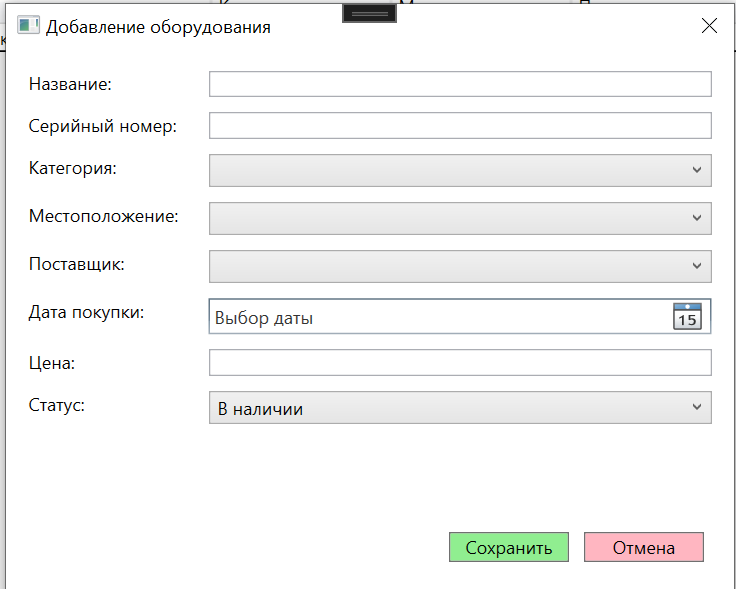 Добавление оборудования
Название:
Серийный номер:
Категория:
Местоположение:
Поставщик:
Дата покупки:
Выбор даты
15
Цена:
Статус:
В наличии
Сохранить
Отмена